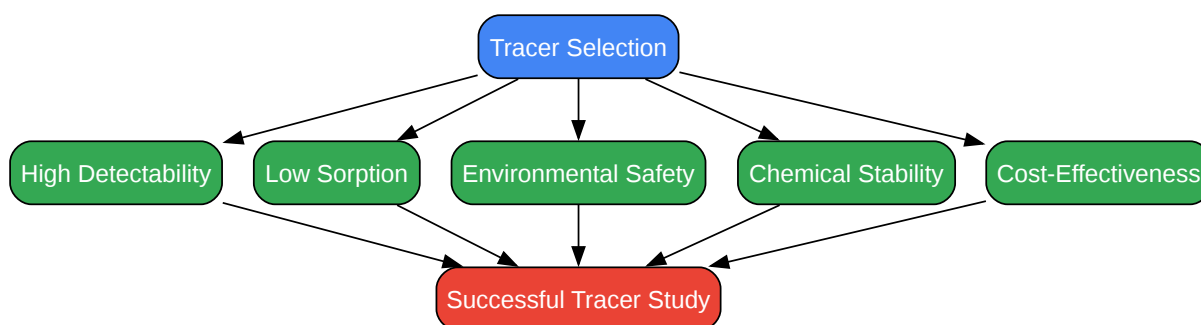 Tracer Selection
High Detectability
Low Sorption
Environmental Safety
Chemical Stability
Cost-Effectiveness
Successful Tracer Study